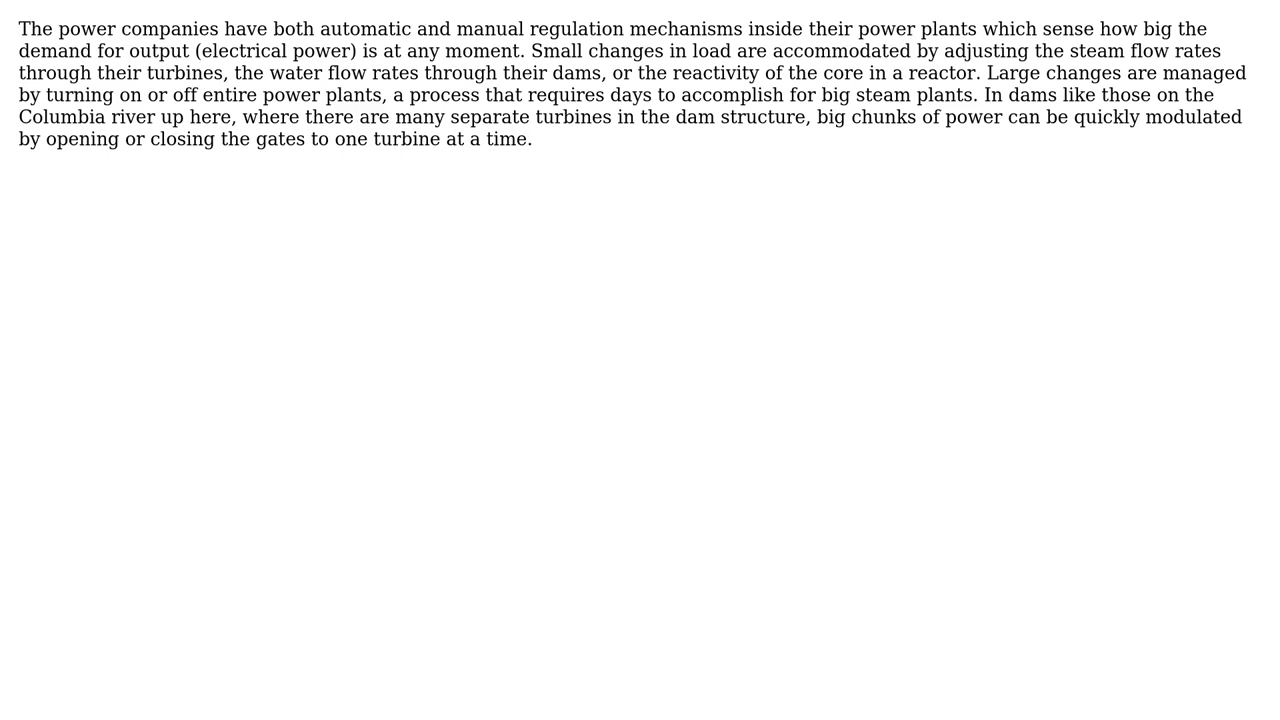 The power companies have both automatic and manual regulation mechanisms inside their power plants which sense how big the
demand for output (electrical power) is at any moment. Small changes in load are accommodated by adjusting the steam flow rates
through their turbines, the water flow rates through their dams, or the reactivity of the core in a reactor. Large changes are managed
by turning on or off entire power plants, a process that requires days to accomplish for big steam plants. In dams like those on the
Columbia river up here, where there are many separate turbines in the dam structure, big chunks of power can be quickly modulated
by opening or closing the gates to one turbine at a time.